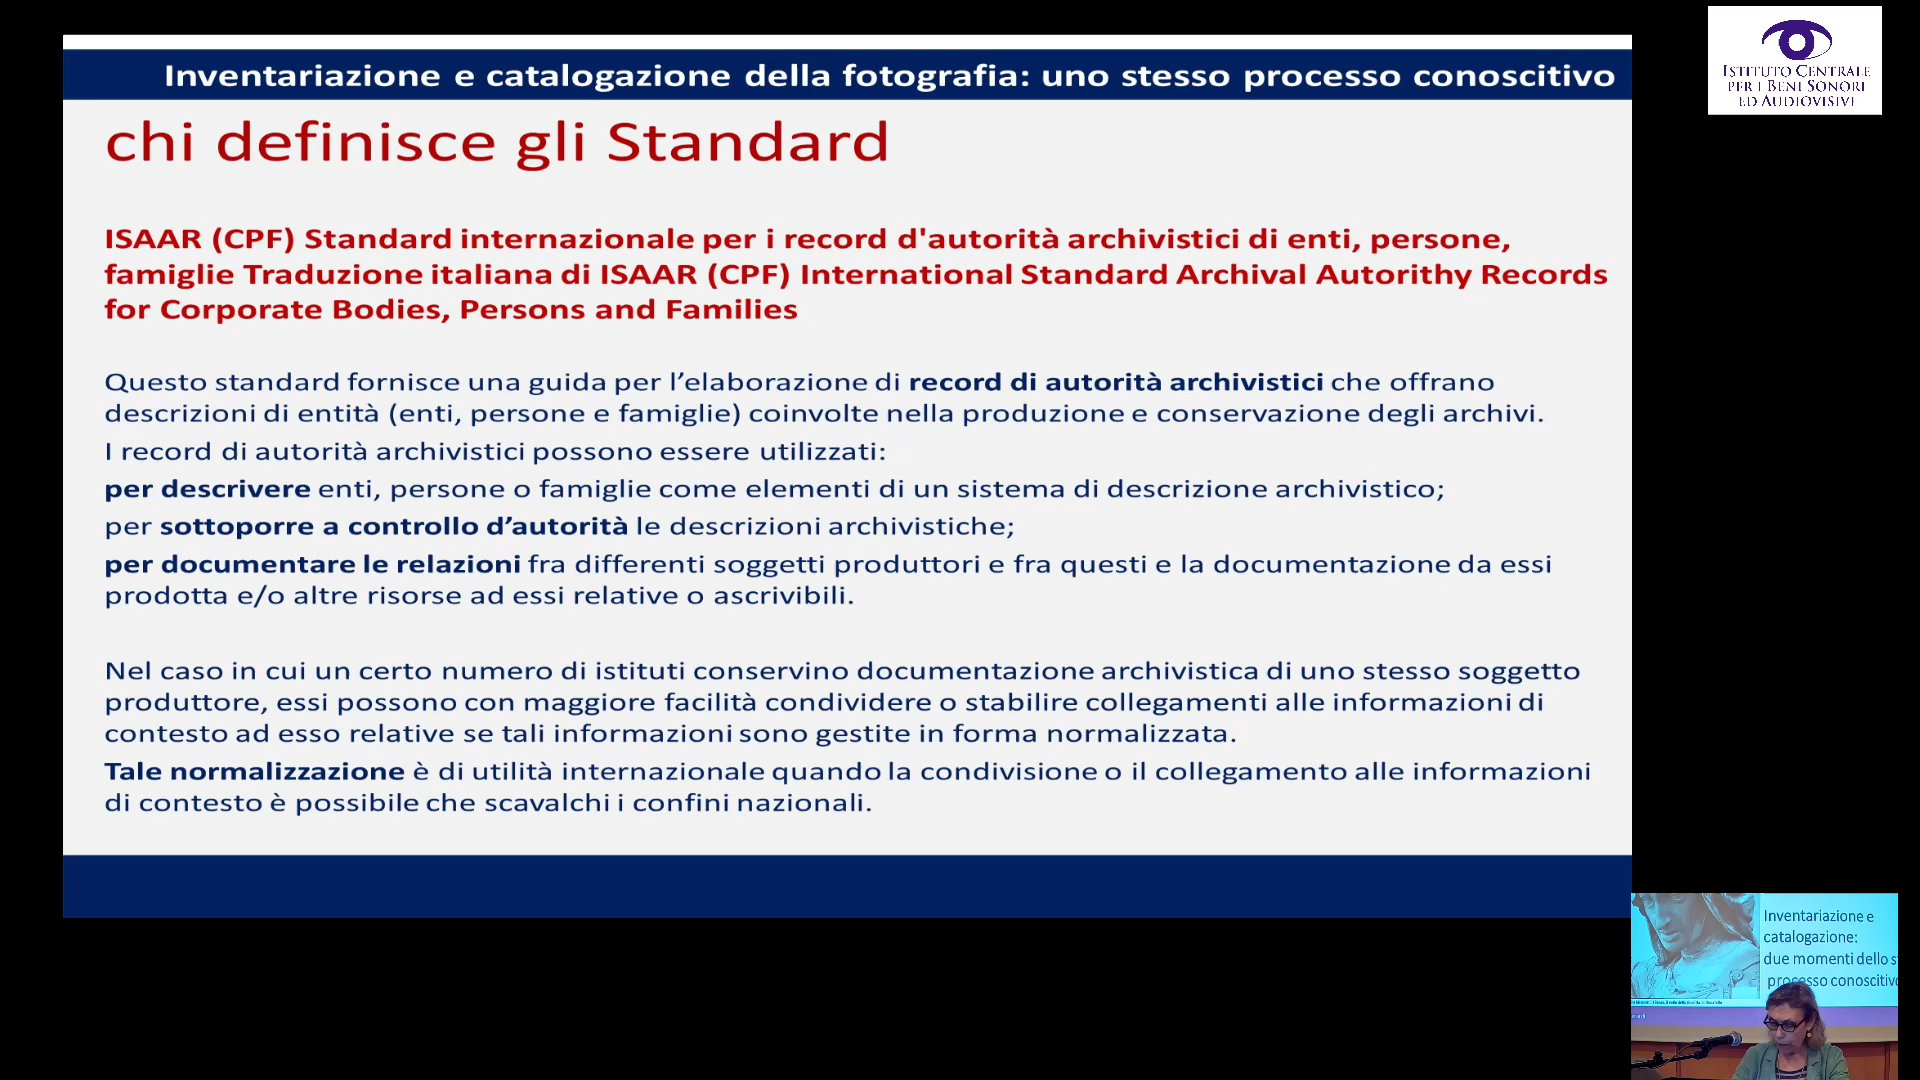 Inventariazione e catalogazione della fotografia: uno stesso processo conoscitivo
chi definisce gli Standard
ISAAR (CPF) Standard internazionale per i record d'autorità archivistici di enti, persone,
famiglie Traduzione italiana di ISAAR (CPF) International Standard Archival Autorithy Records
for Corporate Bodies, Persons and Families
Questo standard fornisce una guida per l’elaborazione di record di autorità archivistici che offrano
descrizioni di entità (enti, persone e famiglie) coinvolte nella produzione e conservazione degli archivi.
I record di autorità archivistici possono essere utilizzati:
per descrivere enti, persone o famiglie come elementi di un sistema di descrizione archivistico;
per sottoporre a controllo d’autorità le descrizioni archivistiche;
per documentare le relazioni fra differenti soggetti produttori e fra questi e la documentazione da essi
prodotta e/o altre risorse ad essi relative o ascrivibili.
Nel caso in cui un certo numero di istituti conservino documentazione archivistica di uno stesso soggetto
produttore, essi possono con maggiore facilità condividere o stabilire collegamenti alle informazioni di
contesto ad esso relative se tali informazioni sono gestite in forma normalizzata.
Tale normalizzazione è di utilità internazionale quando la condivisione o il collegamento alle informazioni
di contesto è possibile che scavalchi i confini nazionali.
ISTITUTO CENTRALE
PER I BENI SONORI
ED AUDIOVISIVI
Inventariazione e
catalogazione:
due momenti dello s
processo conoscitivo